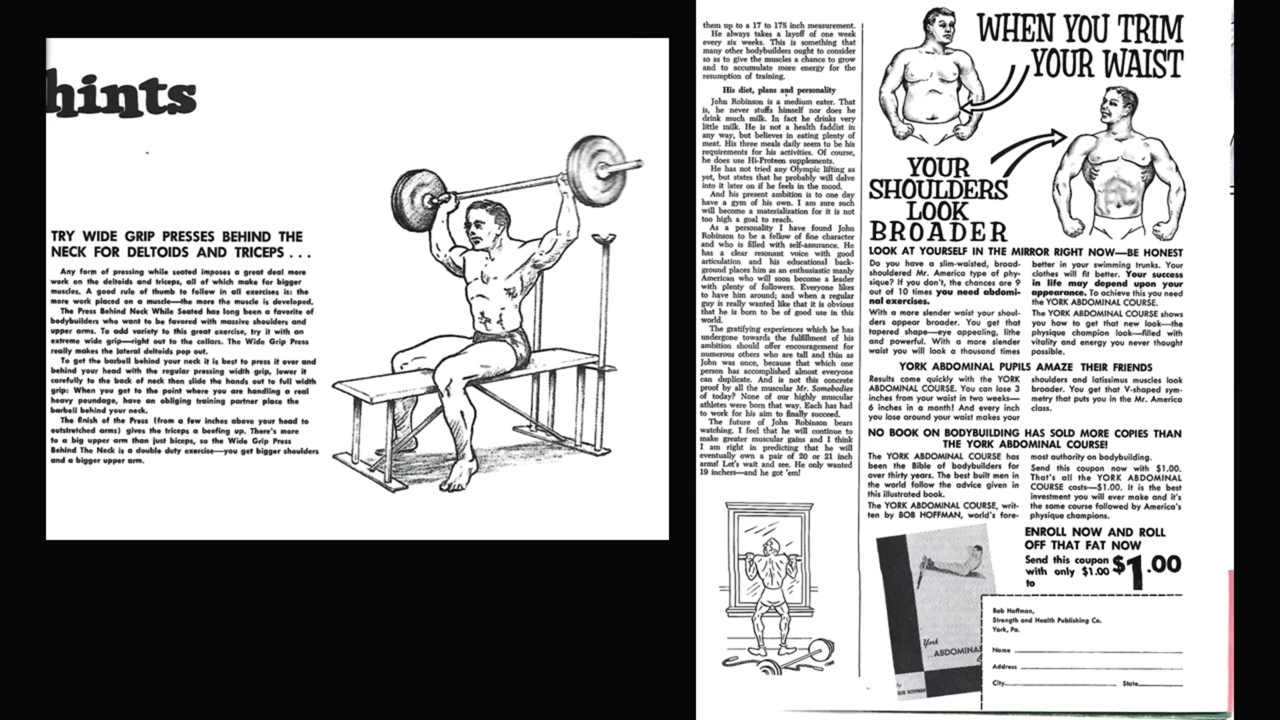 hints
TRY WIDE GRIP PRESSES BEHIND THE
NECK FOR DELTOIDS AND TRICEPS . . .
Any form of pressing while seated imposes a great deal more
work on the deltoids and triceps, all of which make for bigger
muscles. A good rule of thumb to follow in all exercises is: the
more work placed on a muscle—the more the muscle is developed.
The Press Behind Neck While Seated has long been a favorite of
bodybuilders who want to be favored with massive shoulders and
upper arms. To add variety to this great exercise, try it with an
extreme wide grip—right out to the collars. The Wide Grip Press
really makes the lateral deltoids pop out.
To get the barbell behind your neck it is best to press it over and
behind your head with the regular pressing width grip, lower it
carefully to the back of neck then slide the hands out to full width
grip: When you get to the point where you are handling a real
heavy poundage, have an obliging training partner place the
barbell behind your neck.
The finish of the Press (from a few inches above your head to
outstretched arms) gives the triceps a beefing up. There's more
to a big upper arm than just biceps, so the Wide Grip Press
Behind The Neck is a double duty exercise—you get bigger shoulders
and a bigger upper arm.
them up to a 17 to 17½ inch measurement.
He always takes a layoff of one week
every six weeks. This is something that
many other bodybuilders ought to consider
so as to give the muscles a chance to grow
and to accumulate more energy for the
resumption of training.
His diet, plans and personality
John Robinson is a medium eater. That
is, he never stuffs himself nor does he
drink much milk. In fact he drinks very
little milk. He is not a health faddist in
any way, but believes in eating plenty of
meat. His three meals daily seem to be his
requirements for his activities. Of course,
he does use Hi-Proteen supplements.
He has not tried any Olympic lifting as
yet, but states that he probably will delve
into it later on if he feels in the mood.
And his present ambition is to one day
have a gym of his own. I am sure such
will become a materialization for it is not
too high a goal to reach.
As a personality I have found John
Robinson to be a fellow of fine character
and who is filled with self-assurance. He
has a clear resonant voice with good
articulation and his educational back-
ground places him as an enthusiastic manly
American who will soon become a leader
with plenty of followers. Everyone likes
to have him around; and when a regular
guy is really wanted like that it is obvious
that he is born to be of good use in this
world.
The gratifying experiences which he has
undergone towards the fulfillment of his
ambition should offer encouragement for
numerous others who are tall and thin as
John was once, because that which one
person has accomplished almost everyone
can duplicate. And is not this concrete
proof by all the muscular Mr. Somebodies
of today? None of our highly muscular
athletes were born that way. Each has had
to work for his aim to finally succeed.
The future of John Robinson bears
watching. I feel that he will continue to
make greater muscular gains and I think
I am right in predicting that he will
eventually own a pair of 20 or 21 inch
arms! Let's wait and see. He only wanted
19 inches—and he got 'em!
WHEN YOU TRIM
YOUR WAIST
YOUR
SHOULDERS
LOOK
BROADER
LOOK AT YOURSELF IN THE MIRROR RIGHT NOW—BE HONEST
Do you have a slim-waisted, broad-
shouldered Mr. America type of phy-
sique? If you don't, the chances are 9
out of 10 times you need abdomi-
nal exercises.
With a more slender waist your shoul-
ders appear broader. You get that
tapered shape—eye appealing, lithe
and powerful. With a more slender
waist you will look a thousand times
better in your swimming trunks. Your
clothes will fit better. Your success
in life may depend upon your
appearance. To achieve this you need
the YORK ABDOMINAL COURSE.
The YORK ABDOMINAL COURSE shows
you how to get that new look—the
physique champion look—filled with
vitality and energy you never thought
possible.
YORK ABDOMINAL PUPILS AMAZE THEIR FRIENDS
Results come quickly with the YORK
ABDOMINAL COURSE. You can lose 3
inches from your waist in two weeks—
6 inches in a month! And every inch
you lose around your waist makes your
shoulders and latissimus muscles look
broader. You get that V-shaped sym-
metry that puts you in the Mr. America
class.
NO BOOK ON BODYBUILDING HAS SOLD MORE COPIES THAN
THE YORK ABDOMINAL COURSE!
The YORK ABDOMINAL COURSE has
been the Bible of bodybuilders for
over thirty years. The best built men in
the world follow the advice given in
this illustrated book.
The YORK ABDOMINAL COURSE, writ-
ten by BOB HOFFMAN, world's fore-
most authority on bodybuilding.
Send this coupon now with $1.00.
That's all the YORK ABDOMINAL
COURSE costs—$1.00. It is the best
investment you will ever make and it's
the same course followed by America's
physique champions.
ENROLL NOW AND ROLL
OFF THAT FAT NOW
Send this coupon
with only $1.00
to
$1.00
York
..ABDOMINA
by
BOB HOFFMAN
Bob Hoffman,
Strength and Health Publishing Co.
York, Pa.
Name
Address
City
State